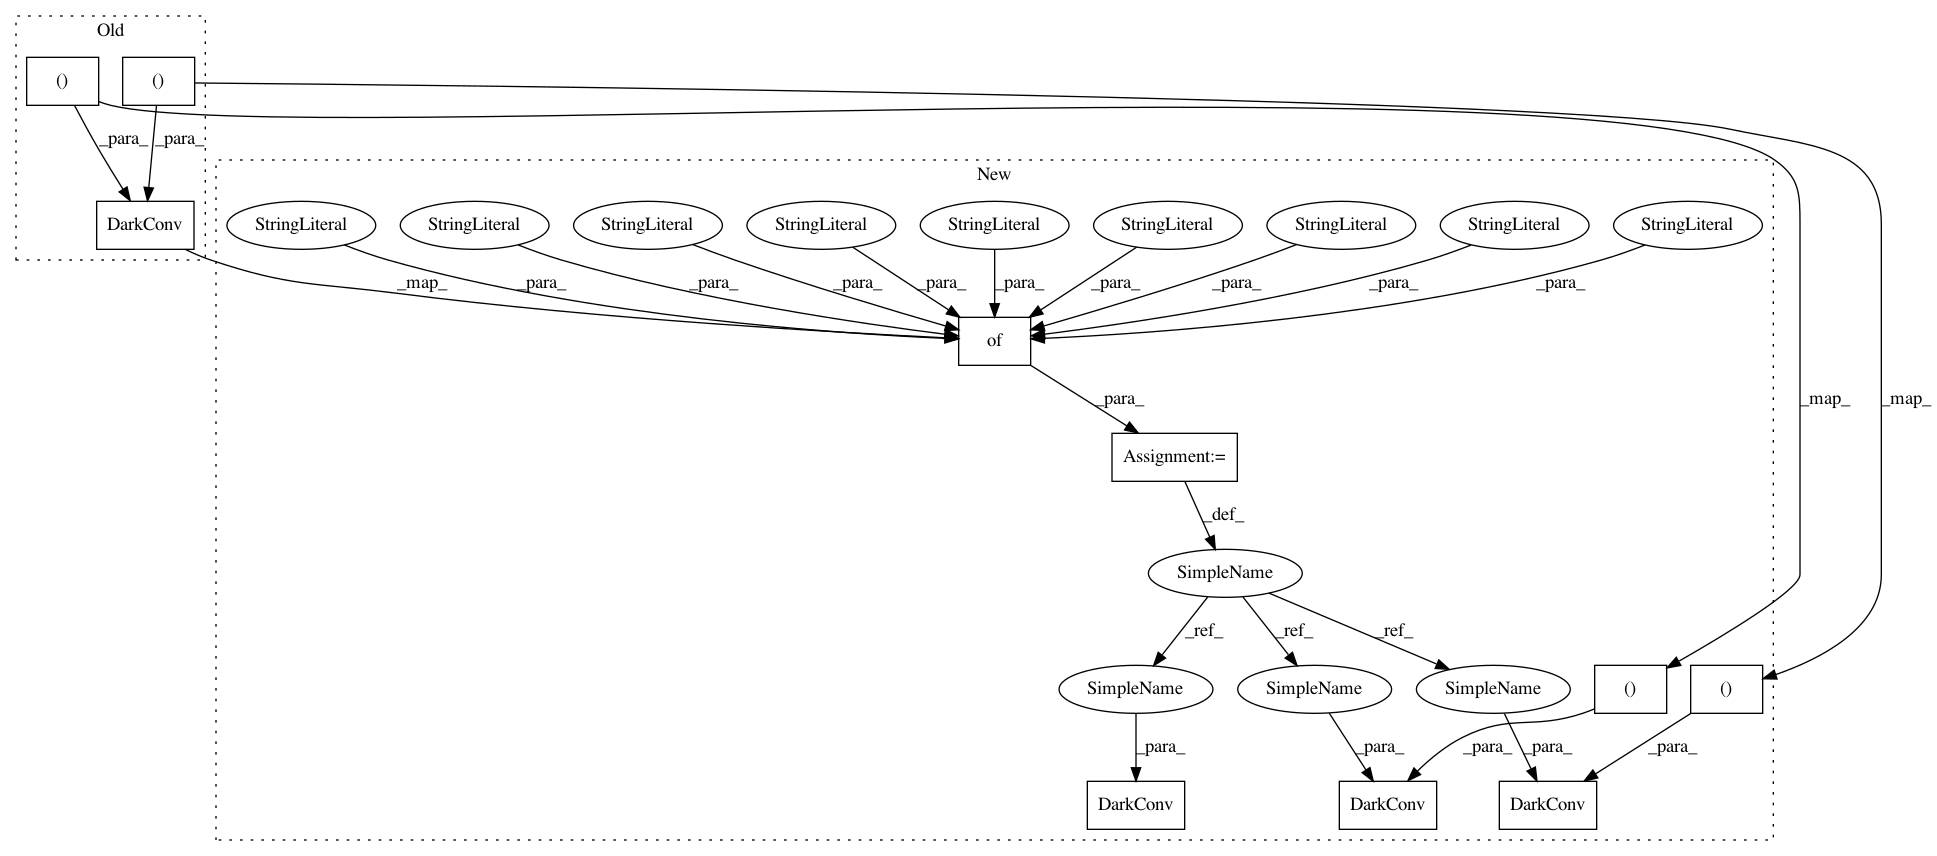 Old
() ()
_para_ _para_
New
DarkConv StringLiteral StringLiteral StringLiteral StringLiteral StringLiteral StringLiteral StringLiteral StringLiteral StringLiteral
_map_ _para_ _para_ _para_ _para_ _para_ _para_ _para_ _para_ _para_
of
_para_ _map_ _map_
Assignment:=
_def_
SimpleName
_ref_ _ref_ _ref_
SimpleName SimpleName SimpleName () ()
_para_ _para_ _para_ _para_ _para_
DarkConv DarkConv DarkConv